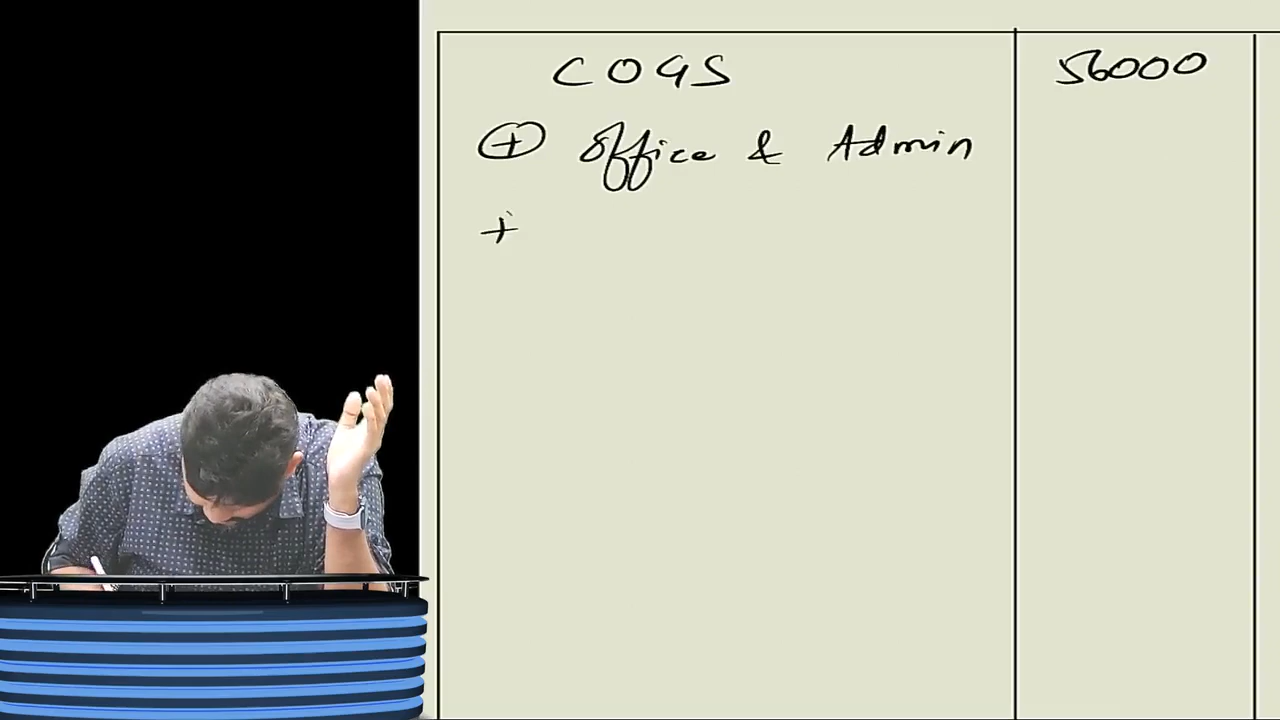 COGS 56000
⊕ Office & Admin
+